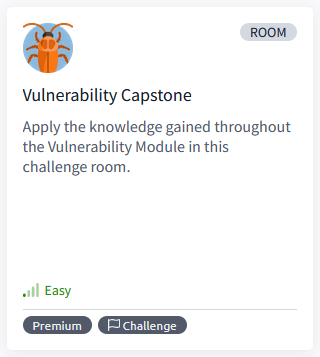 ROOM
Vulnerability Capstone
Apply the knowledge gained throughout
the Vulnerability Module in this
challenge room.
Easy
Premium
Challenge